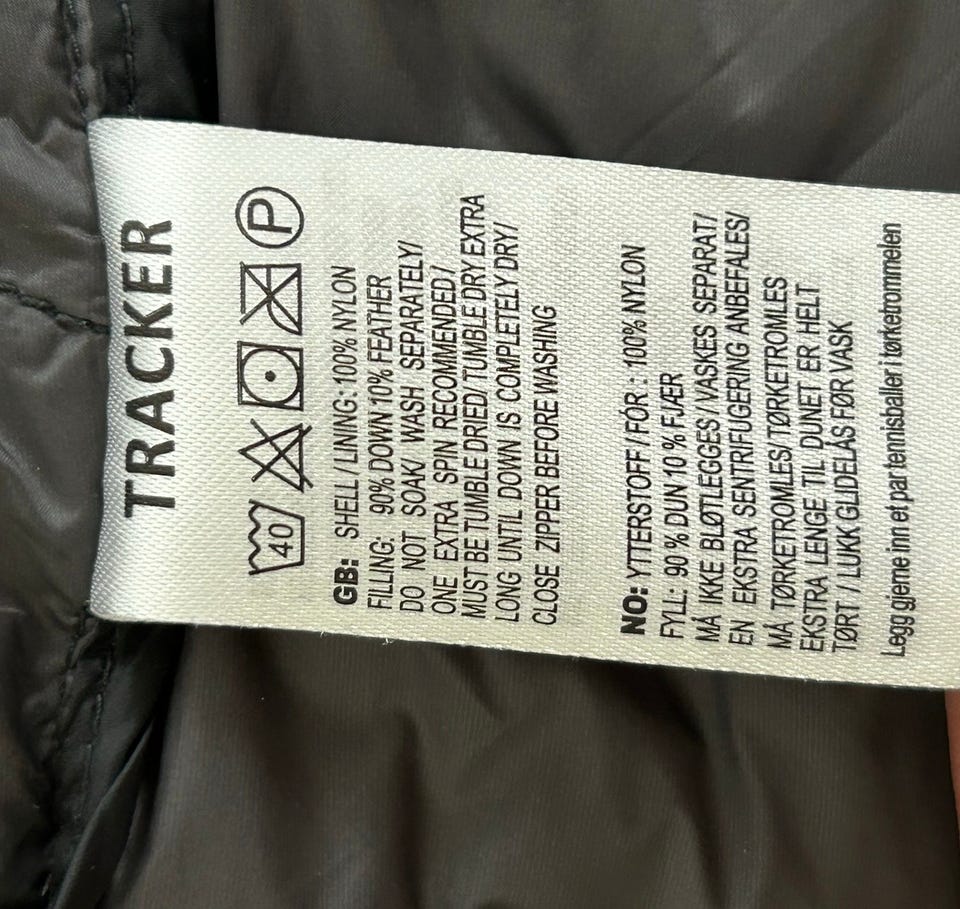 TRACKER
40 P
GB: SHELL / LINING: 100% NYLON
FILLING: 90% DOWN 10% FEATHER
DO NOT SOAK/ WASH SEPARATELY/
ONE EXTRA SPIN RECOMMENDED/
MUST BE TUMBLE DRIED/ TUMBLE DRY EXTRA
LONG UNTIL DOWN IS COMPLETELY DRY/
CLOSE ZIPPER BEFORE WASHING
NO: YTTERSTOFF / FÓR.: 100% NYLON
FYLL: 90 % DUN 10 % FJÆR
MÅ IKKE BLØTLEGGES / VASKES SEPARAT/
EN EKSTRA SENTRIFUGERING ANBEFALES/
MÅ TØRKETROMLES/ TØRKETROMLES
EKSTRA LENGE TIL DUNET ER HELT
TØRT / LUKK GLIDELÅS FØR VASK
Legg gjerne inn et par tennisballer i tørketrommelen